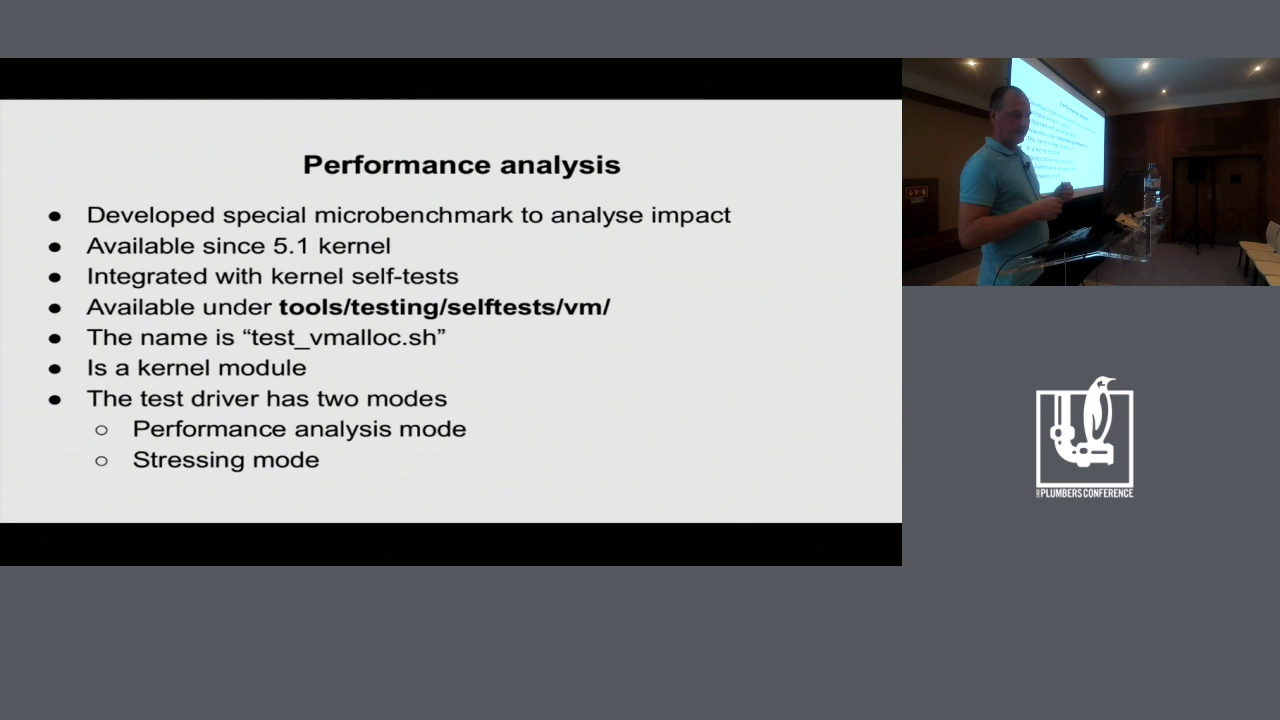 Performance analysis
● Developed special microbenchmark to analyse impact
● Available since 5.1 kernel
● Integrated with kernel self-tests
● Available under tools/testing/selftests/vm/
● The name is “test_vmalloc.sh”
● Is a kernel module
● The test driver has two modes
○ Performance analysis mode
○ Stressing mode
PLUMBERS CONFERENCE